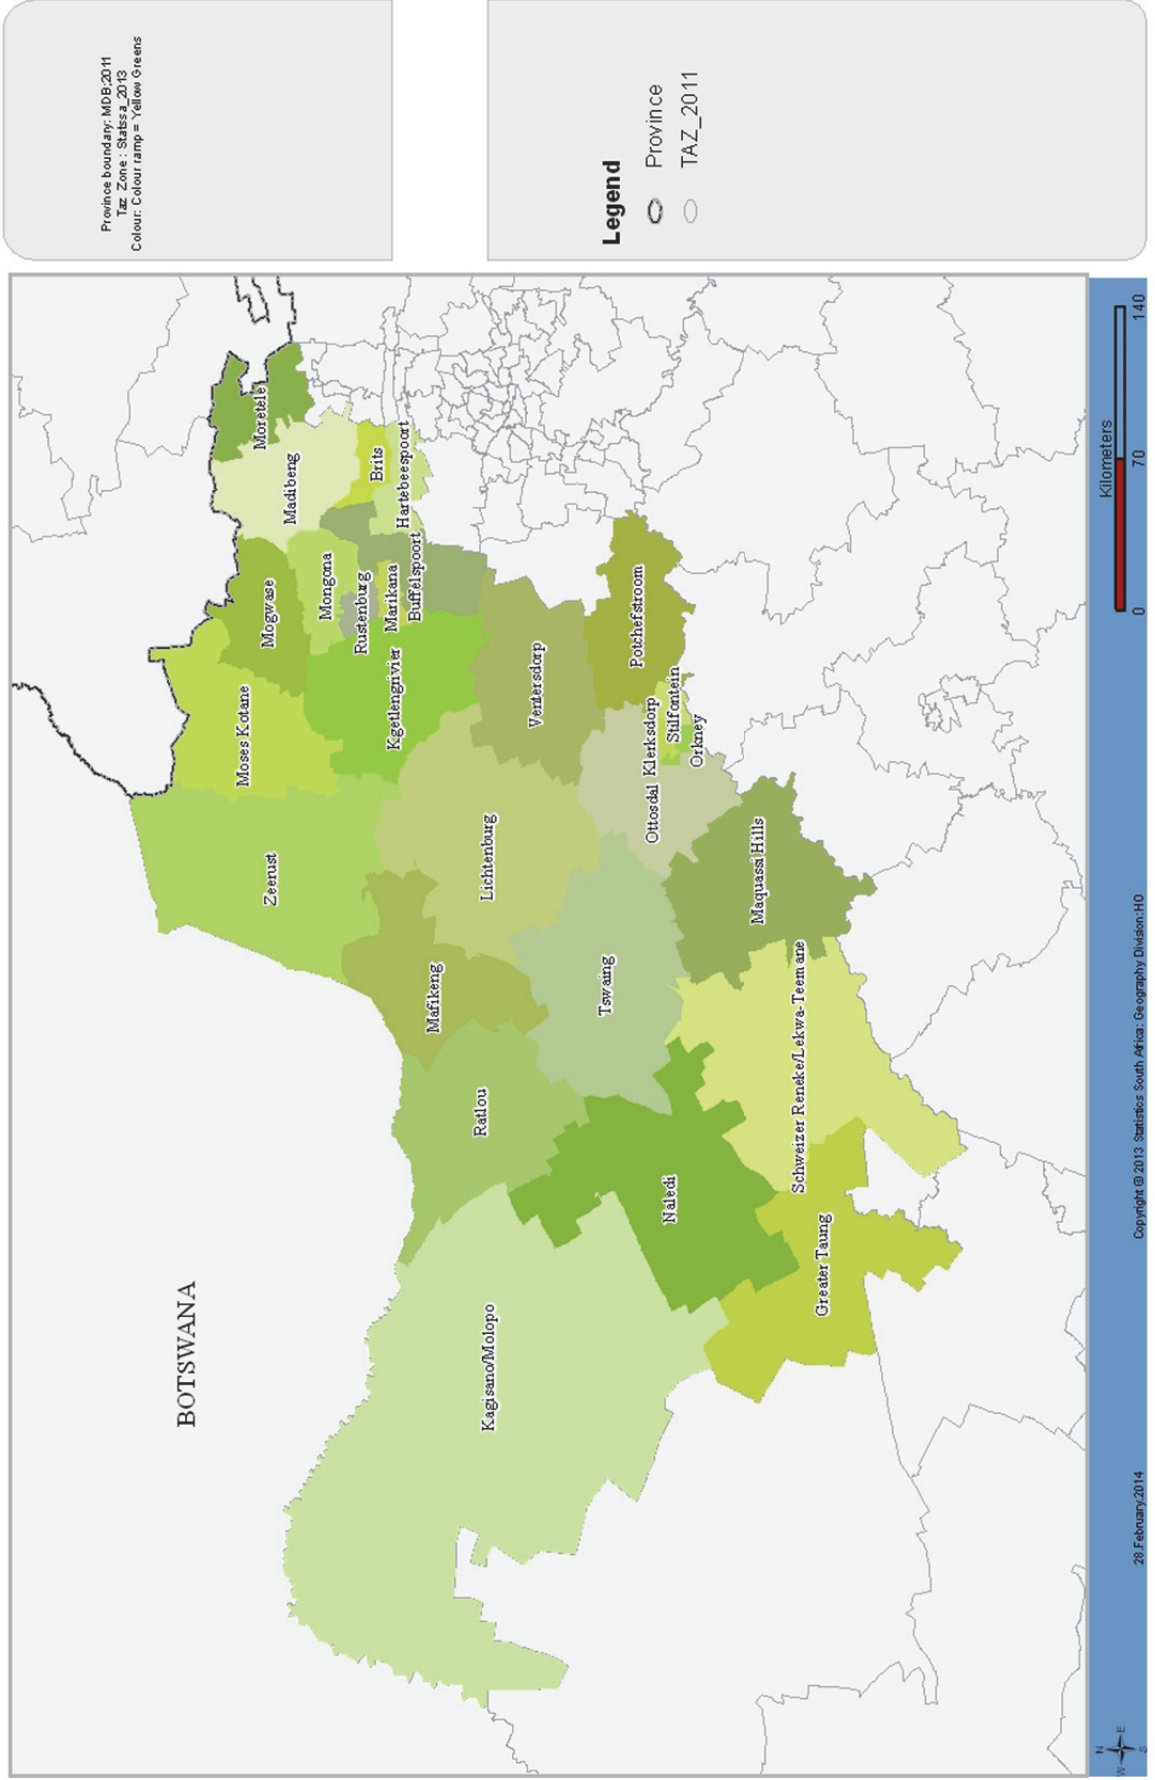 Province boundary: MDB;2011
Taz Zone : Statssa_2013
Colour: Colour ramp = Yellow Greens
Legend
Province
TAZ_2011
BOTSWANA
Moretele
Madibeng
Brits
Hartebeespoort
Mogwase
Mongona
Rustenburg
Marikana
Buffelspoort
Moses Kotane
Kgetlengrivier
Zeerust
Ventersdorp
Potchefstroom
Lichtenburg
Ottosdal
Klerksdorp
Stilfontein
Orkney
Mafikeng
Tswaing
Maquassi Hills
Ratlou
Naledi
Schweizer Reneke/Lekwa-Teemane
Kagisano/Molopo
Greater Taung
N
W
E
S
28.February.2014
Copyright @ 2013 Statistics South Africa: Geography Division:HO
Kilometers
0 70 140